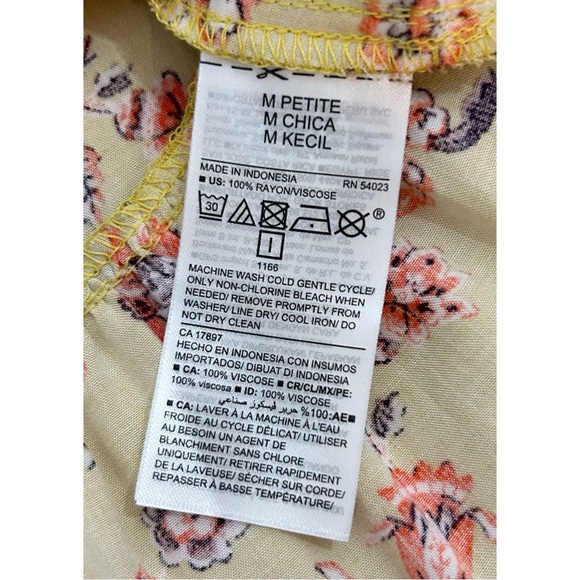 M PETITE
M CHICA
M KECIL
MADE IN INDONESIA RN 54023
■ US: 100% RAYON/VISCOSE
30
®
1166
MACHINE WASH COLD GENTLE CYCLE/
ONLY NON-CHLORINE BLEACH WHEN
NEEDED/ REMOVE PROMPTLY FROM
WASHER/ LINE DRY/ COOL IRON/ DO
NOT DRY CLEAN
CA 17897
HECHO EN INDONESIA CON INSUMOS
IMPORTADOS/ DIBUAT DI INDONESIA
■ CA: 100% VISCOSE ■ CR/CL/MX/PE:
100% viscosa ■ ID: 100% VISCOSE
■ AE: 100% حرير فيسكوز صناعي
■ CA: LAVER À LA MACHINE À L'EAU
FROIDE AU CYCLE DÉLICAT/ UTILISER
AU BESOIN UN AGENT DE
BLANCHIMENT SANS CHLORE
UNIQUEMENT/ RETIRER RAPIDEMENT
DE LA LAVEUSE/ SÉCHER SUR CORDE/
REPASSER À BASSE TEMPÉRATURE/